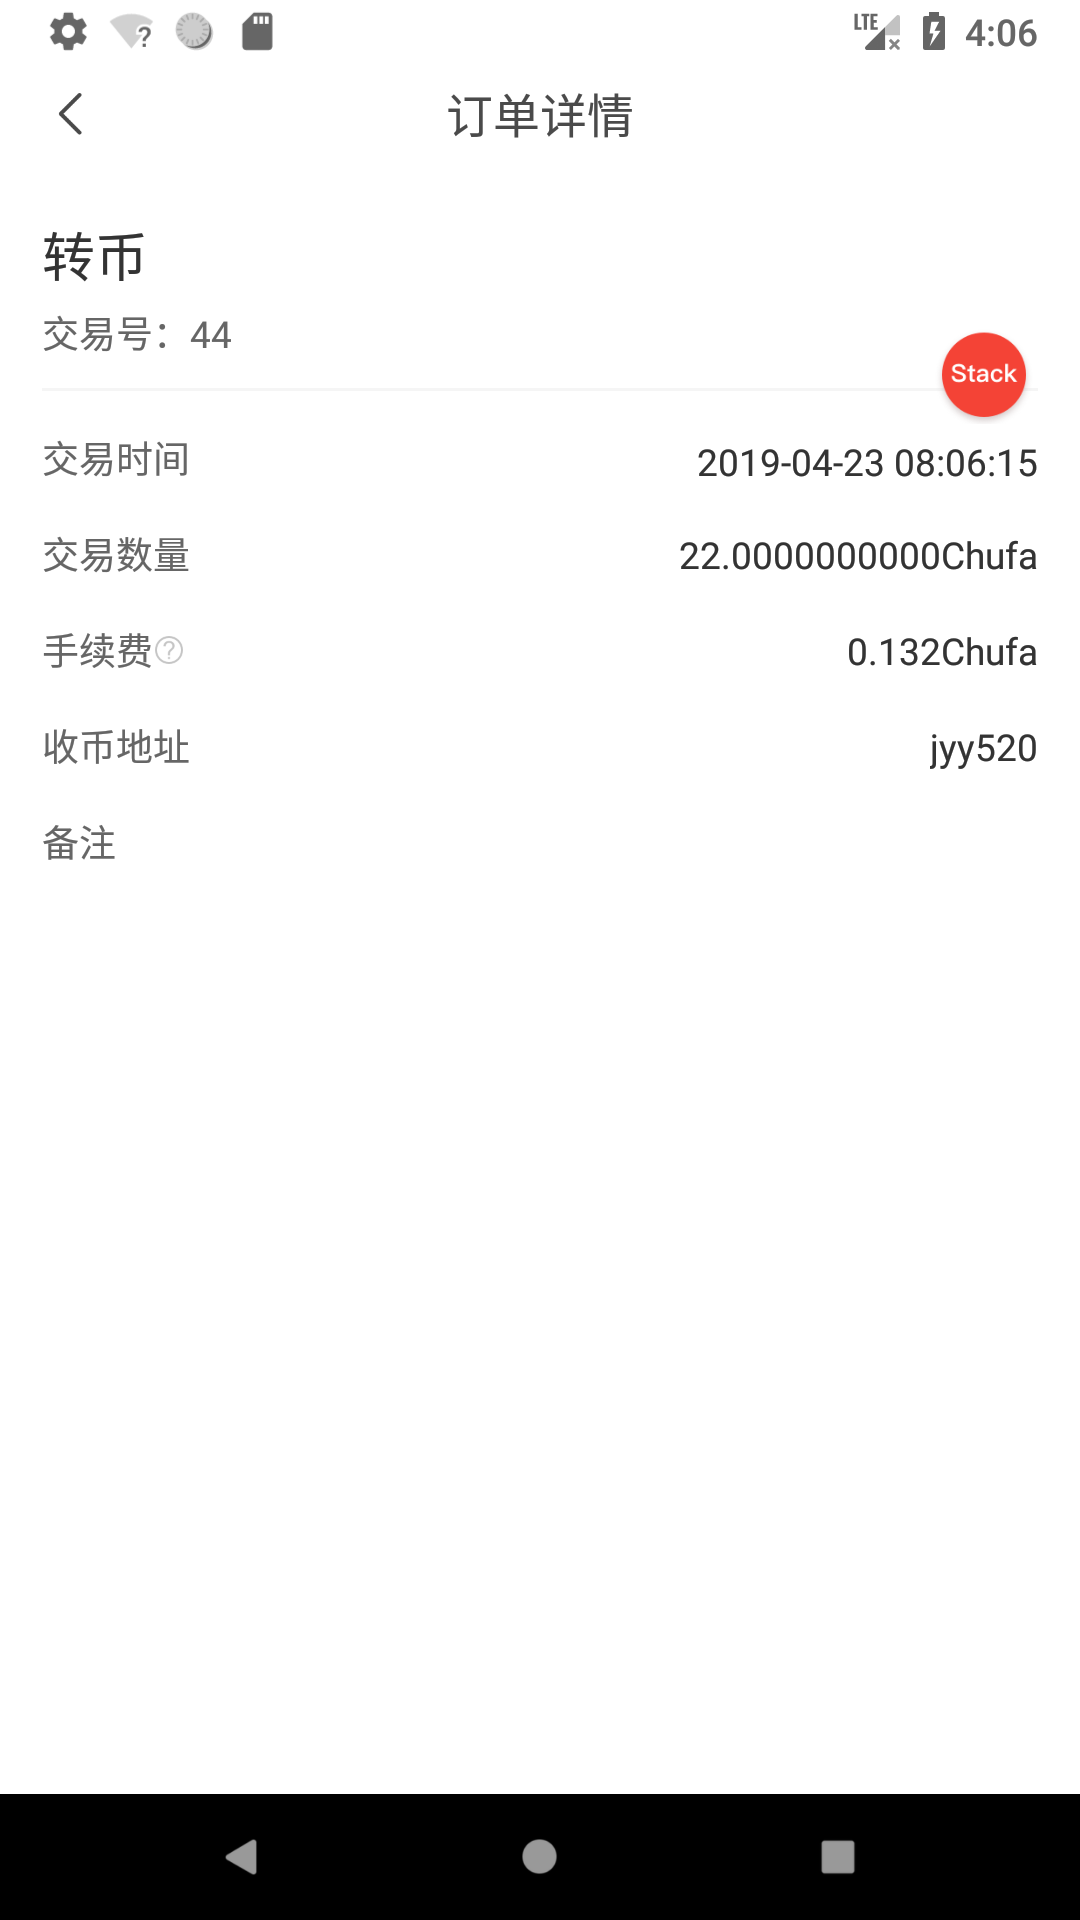 LTE 4:06
订单详情
转币
交易号：44
Stack
交易时间 2019-04-23 08:06:15
交易数量 22.0000000000Chufa
手续费? 0.132Chufa
收币地址 jyy520
备注